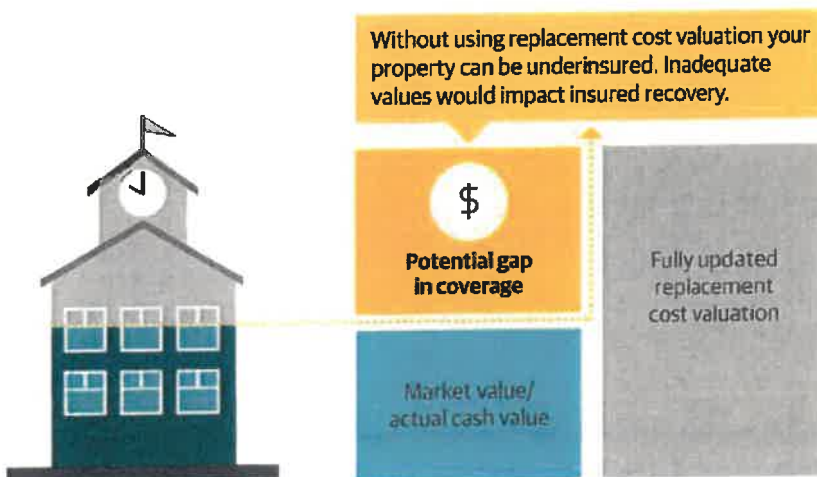 Without using replacement cost valuation your
property can be underinsured. Inadequate
values would impact insured recovery.
$
Potential gap
in coverage
Fully updated
replacement
cost valuation
Market value/
actual cash value